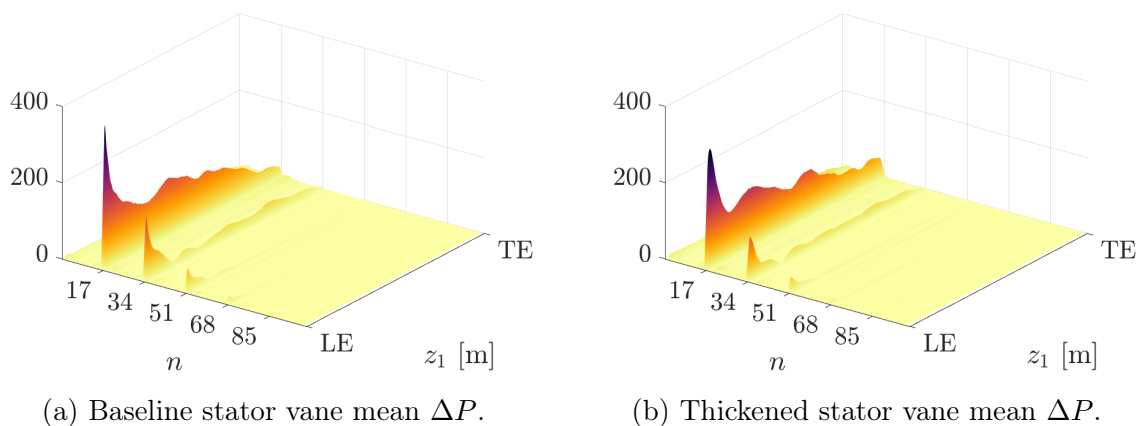 400
200
0
17
34
51
68
85
n
LE
TE
z₁ [m]
(a) Baseline stator vane mean ΔP.
400
200
0
17
34
51
68
85
n
LE
TE
z₁ [m]
(b) Thickened stator vane mean ΔP.